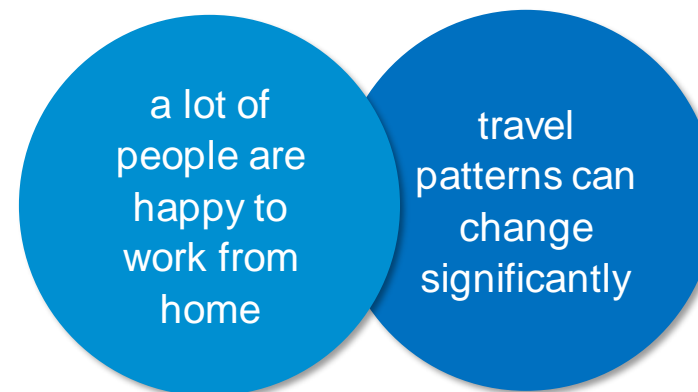 a lot of
people are
happy to
work from
home
travel
patterns can
change
significantly